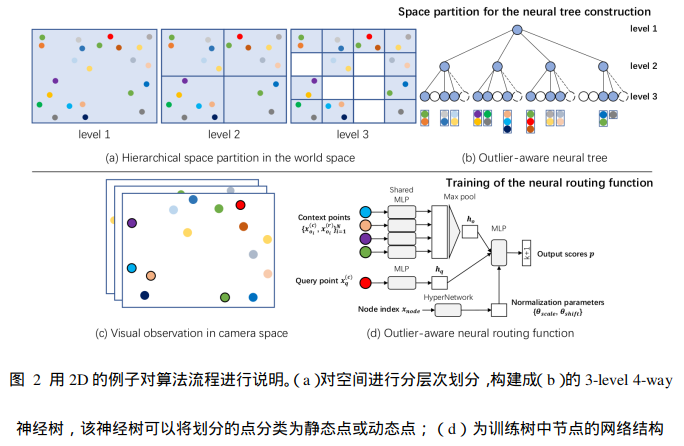 Space partition for the neural tree construction
level 1
level 2
level 3
level 1
level 2
level 3
(a) Hierarchical space partition in the world space
(b) Outlier-aware neural tree
Training of the neural routing function
Context points
{x_{o_i}^{(c)}, x_{o_i}^{(r)}}_{i=1}^{N}
Shared
MLP
Max pool
h_o
MLP
k+1
Output scores p
Query point x_q^{(c)}
MLP
h_q
HyperNetwork
Node index x_{node}
Normalization parameters
{θ_{scale}, θ_{shift}}
(c) Visual observation in camera space
(d) Outlier-aware neural routing function
图 2 用 2D 的例子对算法流程进行说明。(a)对空间进行分层次划分,构建成(b)的 3-level 4-way
神经树,该神经树可以将划分的点分类为静态点或动态点;(d)为训练树中节点的网络结构